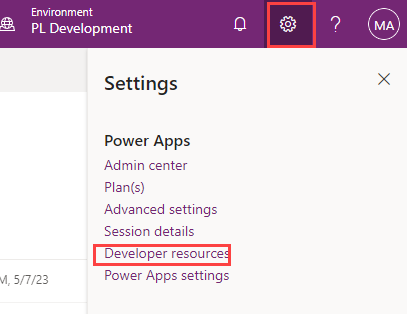 Environment
PL Development
?
MA
Settings
Power Apps
Admin center
Plan(s)
Advanced settings
Session details
Developer resources
M, 5/7/23
Power Apps settings